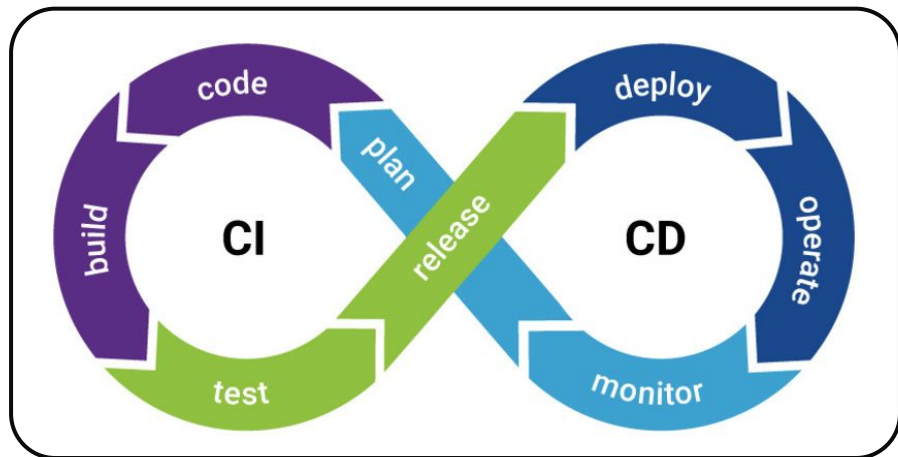 code
deploy
plan
build
CI
release
CD
operate
test
monitor